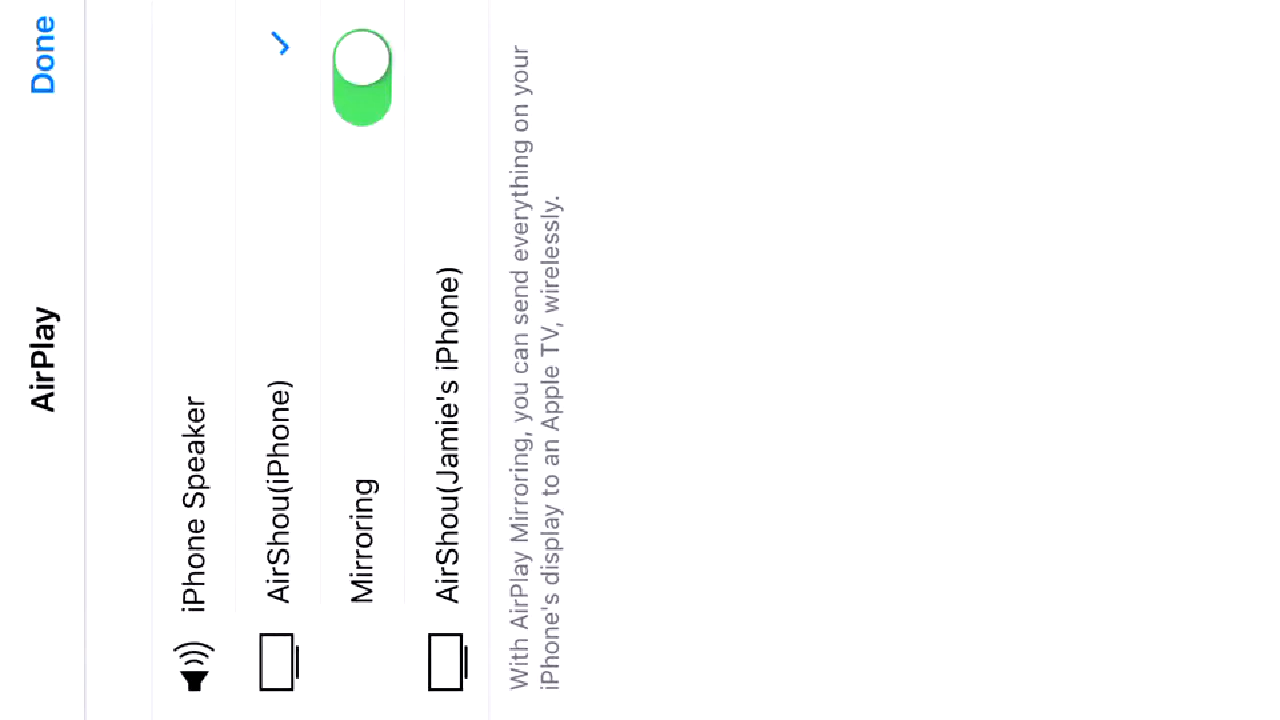 AirPlay
Done
iPhone Speaker
AirShou(iPhone)
Mirroring
AirShou(Jamie's iPhone)
With AirPlay Mirroring, you can send everything on your
iPhone's display to an Apple TV, wirelessly.